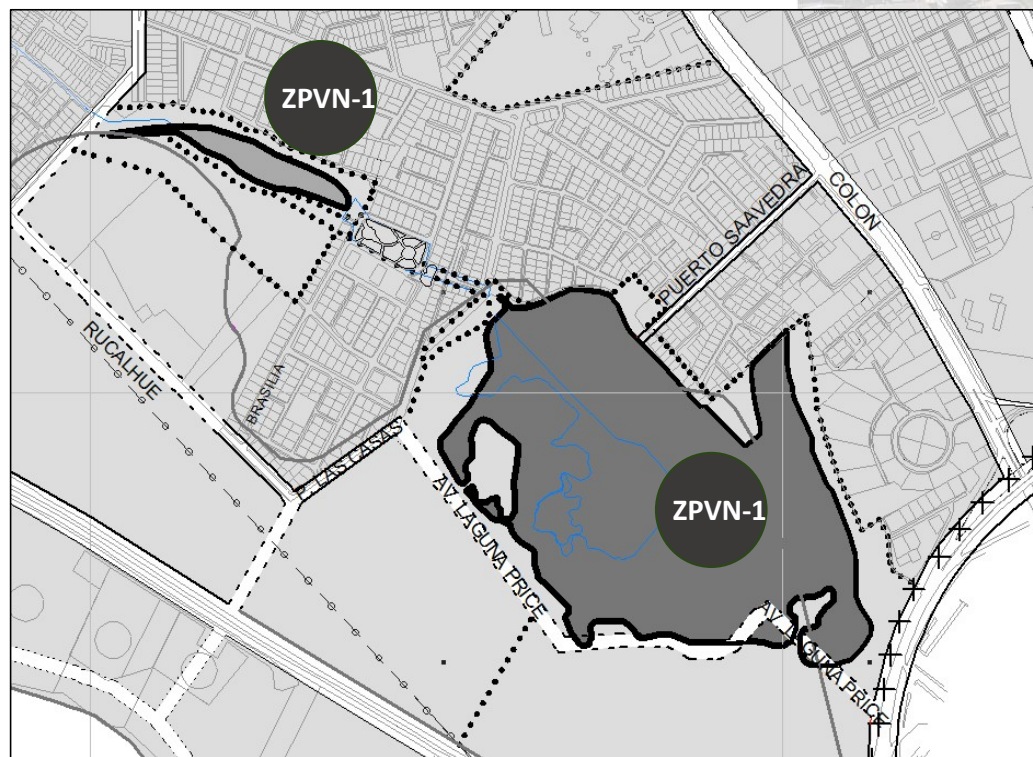 ZPVN-1
COLON
PUERTO SAAVEDRA
RUCALHUE
BRASILIA
P. LAS CASAS
AV. LAGUNA PRICE
ZPVN-1
AV. LAGUNA PRICE